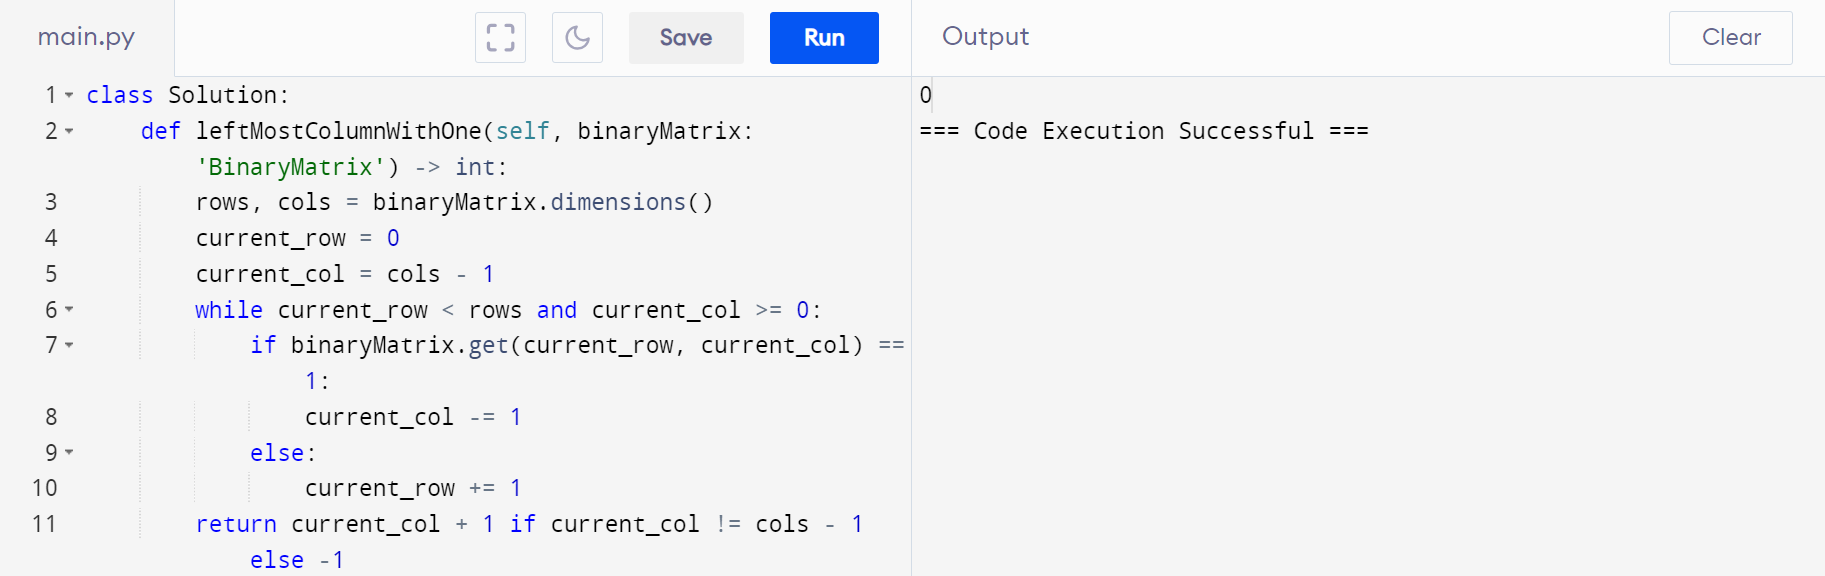 main.py
Save
Run
Output
Clear
1 class Solution:
2     def leftMostColumnWithOne(self, binaryMatrix:
            'BinaryMatrix') -> int:
3         rows, cols = binaryMatrix.dimensions()
4         current_row = 0
5         current_col = cols - 1
6         while current_row < rows and current_col >= 0:
7             if binaryMatrix.get(current_row, current_col) ==
                1:
8                 current_col -= 1
9             else:
10                 current_row += 1
11         return current_col + 1 if current_col != cols - 1
            else -1
0
=== Code Execution Successful ===